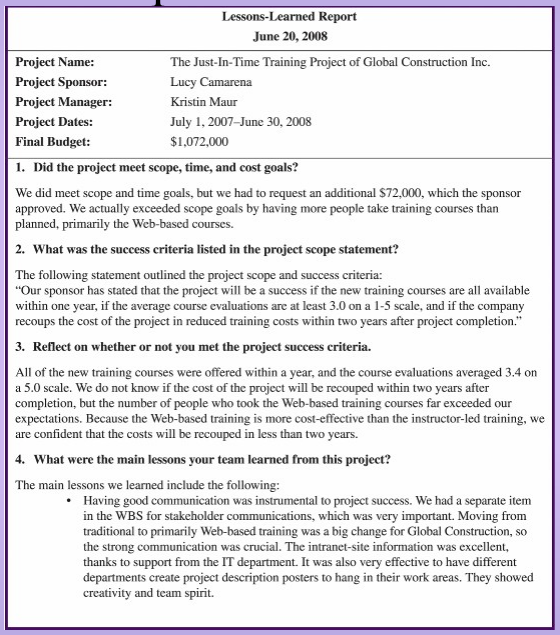 Lessons-Learned Report
June 20, 2008
Project Name: The Just-In-Time Training Project of Global Construction Inc.
Project Sponsor: Lucy Camarena
Project Manager: Kristin Maur
Project Dates: July 1, 2007–June 30, 2008
Final Budget: $1,072,000
1. Did the project meet scope, time, and cost goals?
We did meet scope and time goals, but we had to request an additional $72,000, which the sponsor
approved. We actually exceeded scope goals by having more people take training courses than
planned, primarily the Web-based courses.
2. What was the success criteria listed in the project scope statement?
The following statement outlined the project scope and success criteria:
“Our sponsor has stated that the project will be a success if the new training courses are all available
within one year, if the average course evaluations are at least 3.0 on a 1-5 scale, and if the company
recoups the cost of the project in reduced training costs within two years after project completion.”
3. Reflect on whether or not you met the project success criteria.
All of the new training courses were offered within a year, and the course evaluations averaged 3.4 on
a 5.0 scale. We do not know if the cost of the project will be recouped within two years after
completion, but the number of people who took the Web-based training courses far exceeded our
expectations. Because the Web-based training is more cost-effective than the instructor-led training, we
are confident that the costs will be recouped in less than two years.
4. What were the main lessons your team learned from this project?
The main lessons we learned include the following:
• Having good communication was instrumental to project success. We had a separate item
in the WBS for stakeholder communications, which was very important. Moving from
traditional to primarily Web-based training was a big change for Global Construction, so
the strong communication was crucial. The intranet-site information was excellent,
thanks to support from the IT department. It was also very effective to have different
departments create project description posters to hang in their work areas. They showed
creativity and team spirit.